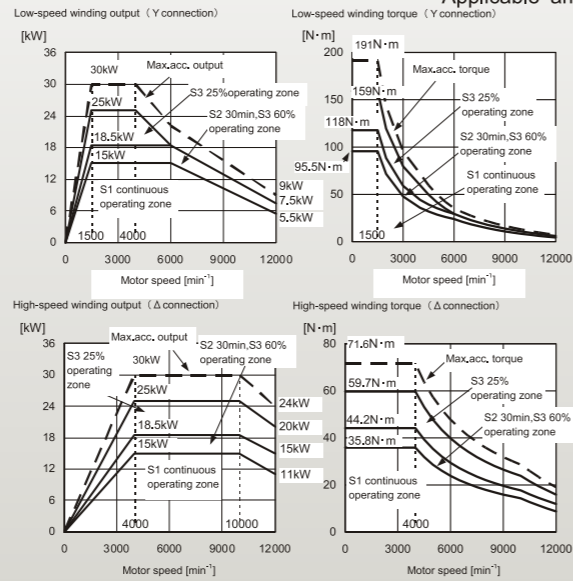 Applicable an
Low-speed winding output（Y connection）
[kW]
36
30
24
18
12
6
0
30kW
Max.acc. output
S3 25%operating zone
25kW
S2 30min,S3 60%
operating zone
18.5kW
15kW
S1 continuous
operating zone
9kW
7.5kW
5.5kW
1500
4000
0 3000 6000 9000 12000
Motor speed [min⁻¹]
Low-speed winding torque（Y connection）
[N･m]
200
150
100
50
0
191N･m
Max.acc. torque
159N･m
S3 25%
operating zone
118N･m
S2 30min,S3 60%
operating zone
95.5N･m
S1 continuous
operating zone
1500
0 3000 6000 9000 12000
Motor speed [min⁻¹]
High-speed winding output（Δ connection）
[kW]
36
30
24
18
12
6
0
Max.acc. output
S2 30min,S3 60%
operating zone
30kW
S3 25%
operating
zone
25kW
18.5kW
15kW
S1 continuous
operating zone
24kW
20kW
15kW
11kW
4000
10000
0 3000 6000 9000 12000
Motor speed [min⁻¹]
High-speed winding torque（Δ connection）
[N･m]
80
60
40
20
0
71.6N･m
Max.acc. torque
S3 25%
operating zone
59.7N･m
S2 30min,S3 60%
operating zone
44.2N･m
35.8N･m
S1 continuous
operating zone
4000
0 3000 6000 9000 12000
Motor speed [min⁻¹]